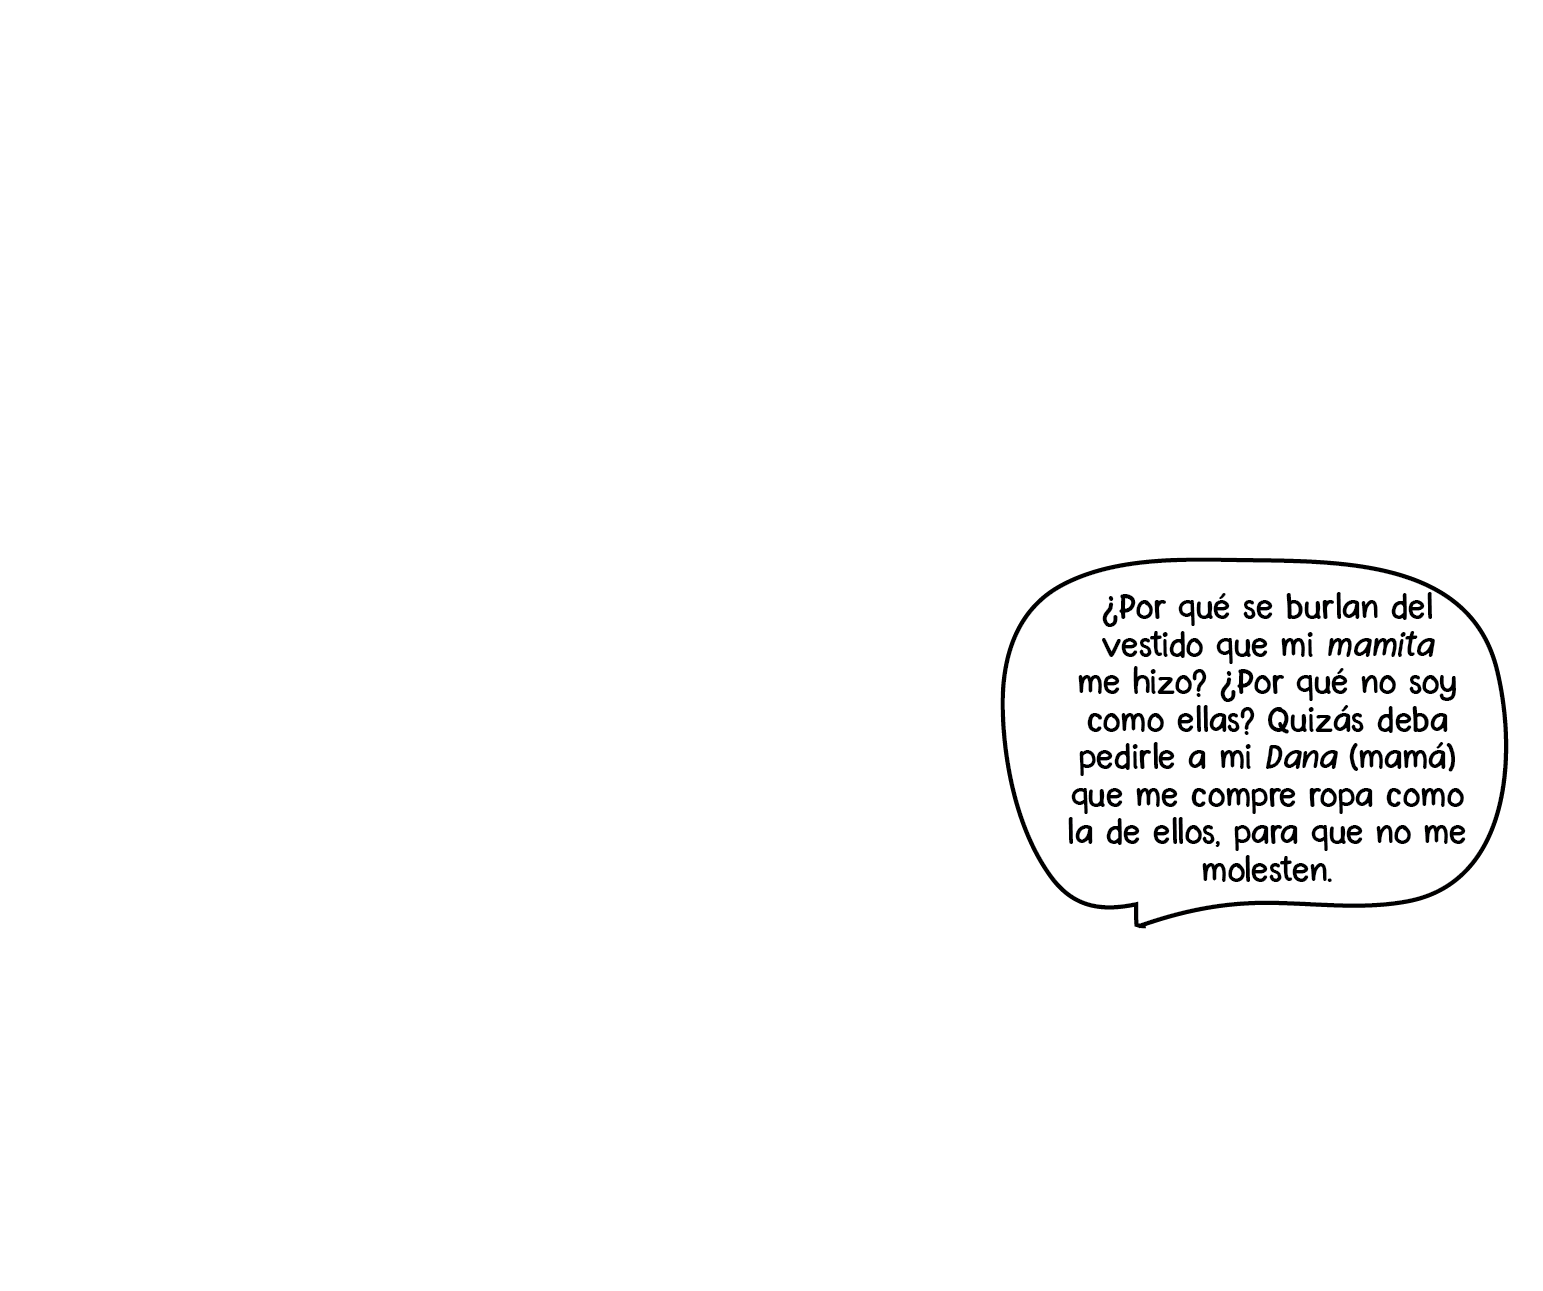 ¿Por qué se burlan del
vestido que mi mamita
me hizo? ¿Por qué no soy
como ellas? Quizás deba
pedirle a mi Dana (mamá)
que me compre ropa como
la de ellos, para que no me
molesten.